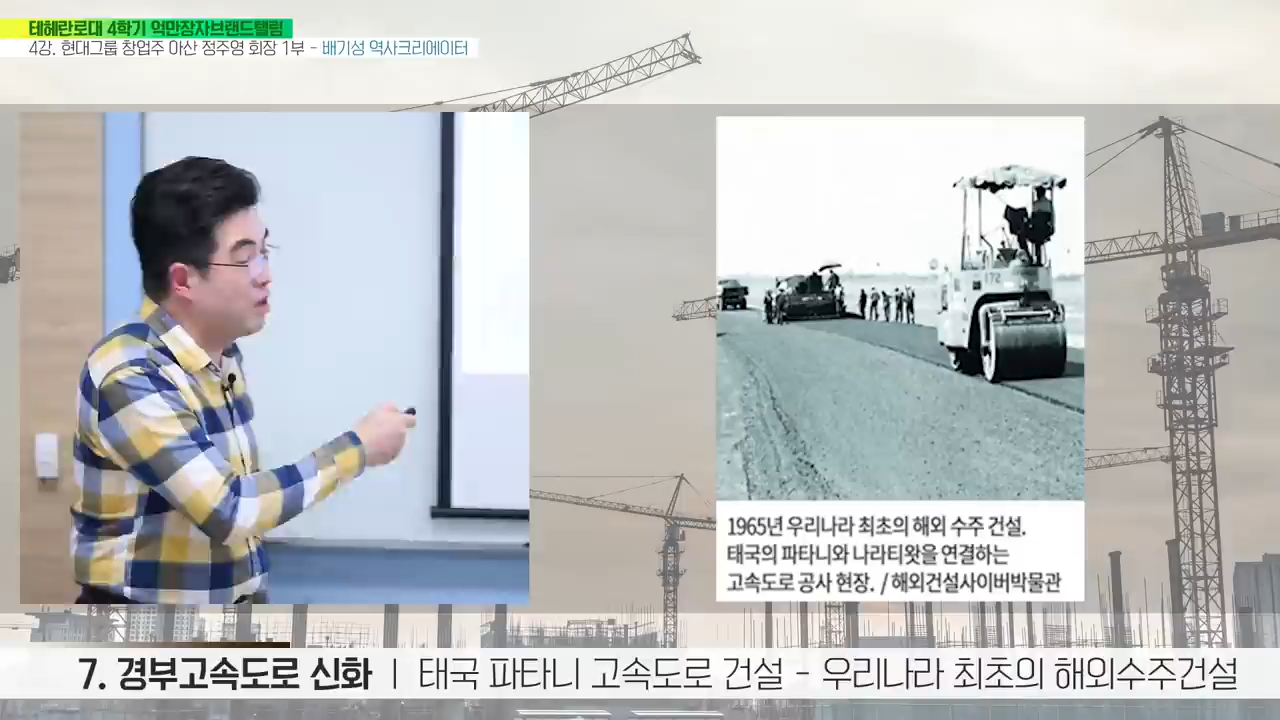 테헤란로대 4학기 억만장자브랜드텔링
4강. 현대그룹 창업주 아산 정주영 회장 1부 - 배기성 역사크리에이터
172
1965년 우리나라 최초의 해외 수주 건설.
태국의 파타니와 나라티왓을 연결하는
고속도로 공사 현장. / 해외건설사이버박물관
7. 경부고속도로 신화 | 태국 파타니 고속도로 건설 - 우리나라 최초의 해외수주건설